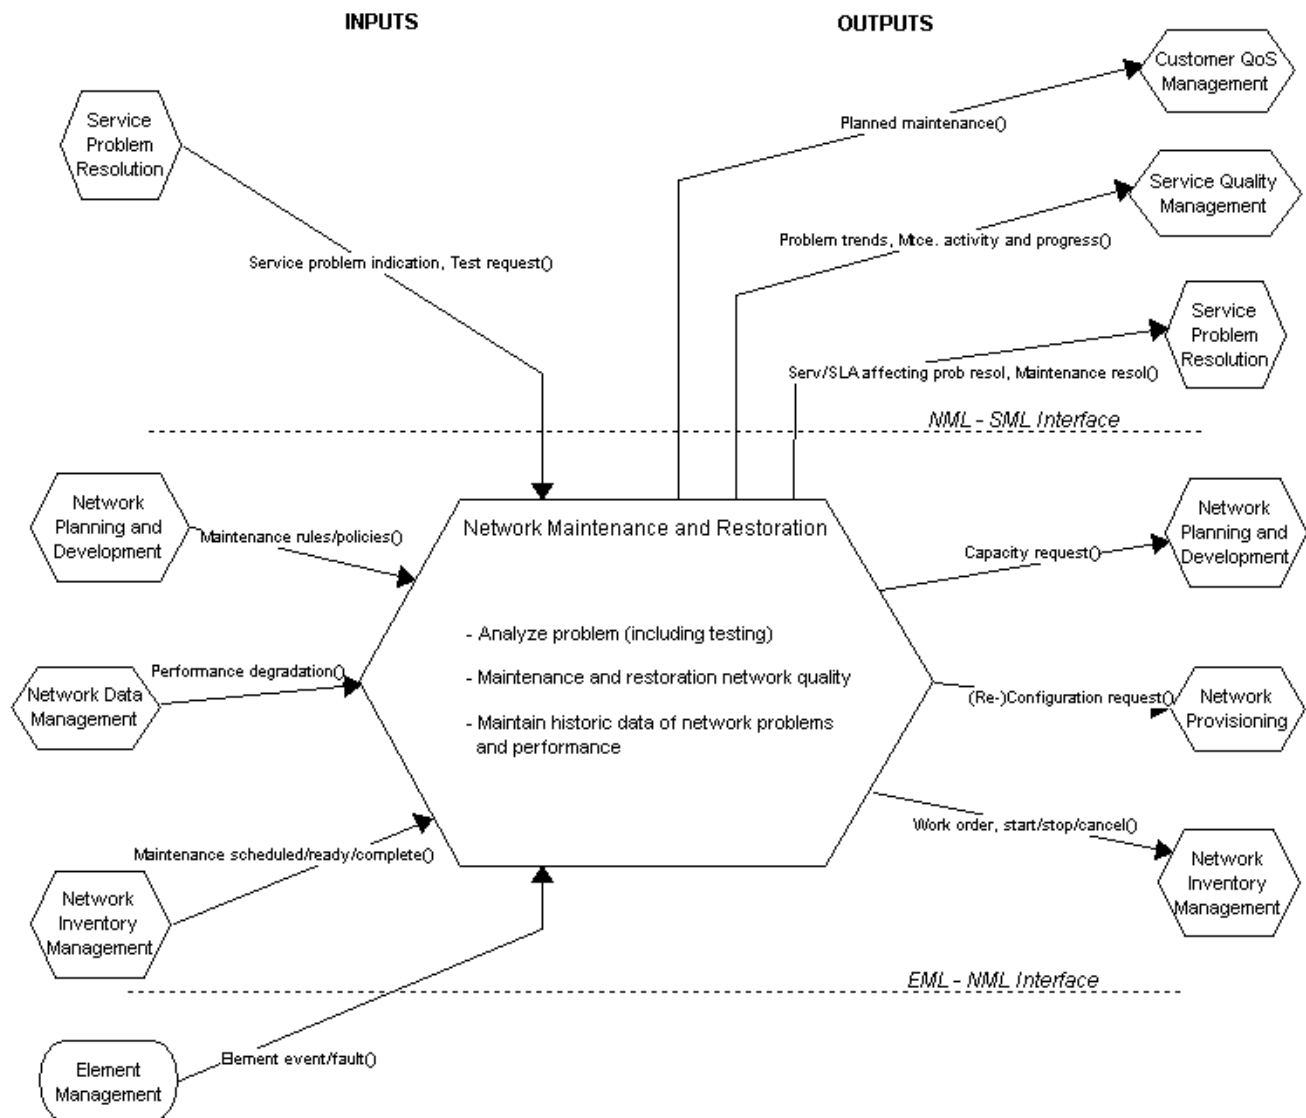 INPUTS
OUTPUTS
Customer QoS
Management
Service
Problem
Resolution
Planned maintenance()
Service Quality
Management
Problem trends, Mtce. activity and progress()
Service problem indication, Test request()
Service
Problem
Resolution
Serv/SLA affecting prob resol, Maintenance resol()
NML - SML Interface
Network
Planning and
Development
Maintenance rules/policies()
Network Maintenance and Restoration
Network
Planning and
Development
Capacity request()
- Analyze problem (including testing)
- Maintenance and restoration network quality
- Maintain historic data of network problems
and performance
Performance degradation()
Network Data
Management
(Re-)Configuration request()
Network
Provisioning
Maintenance scheduled/ready/complete()
Work order, start/stop/cancel()
Network
Inventory
Management
Network
Inventory
Management
EML - NML Interface
Element event/fault()
Element
Management